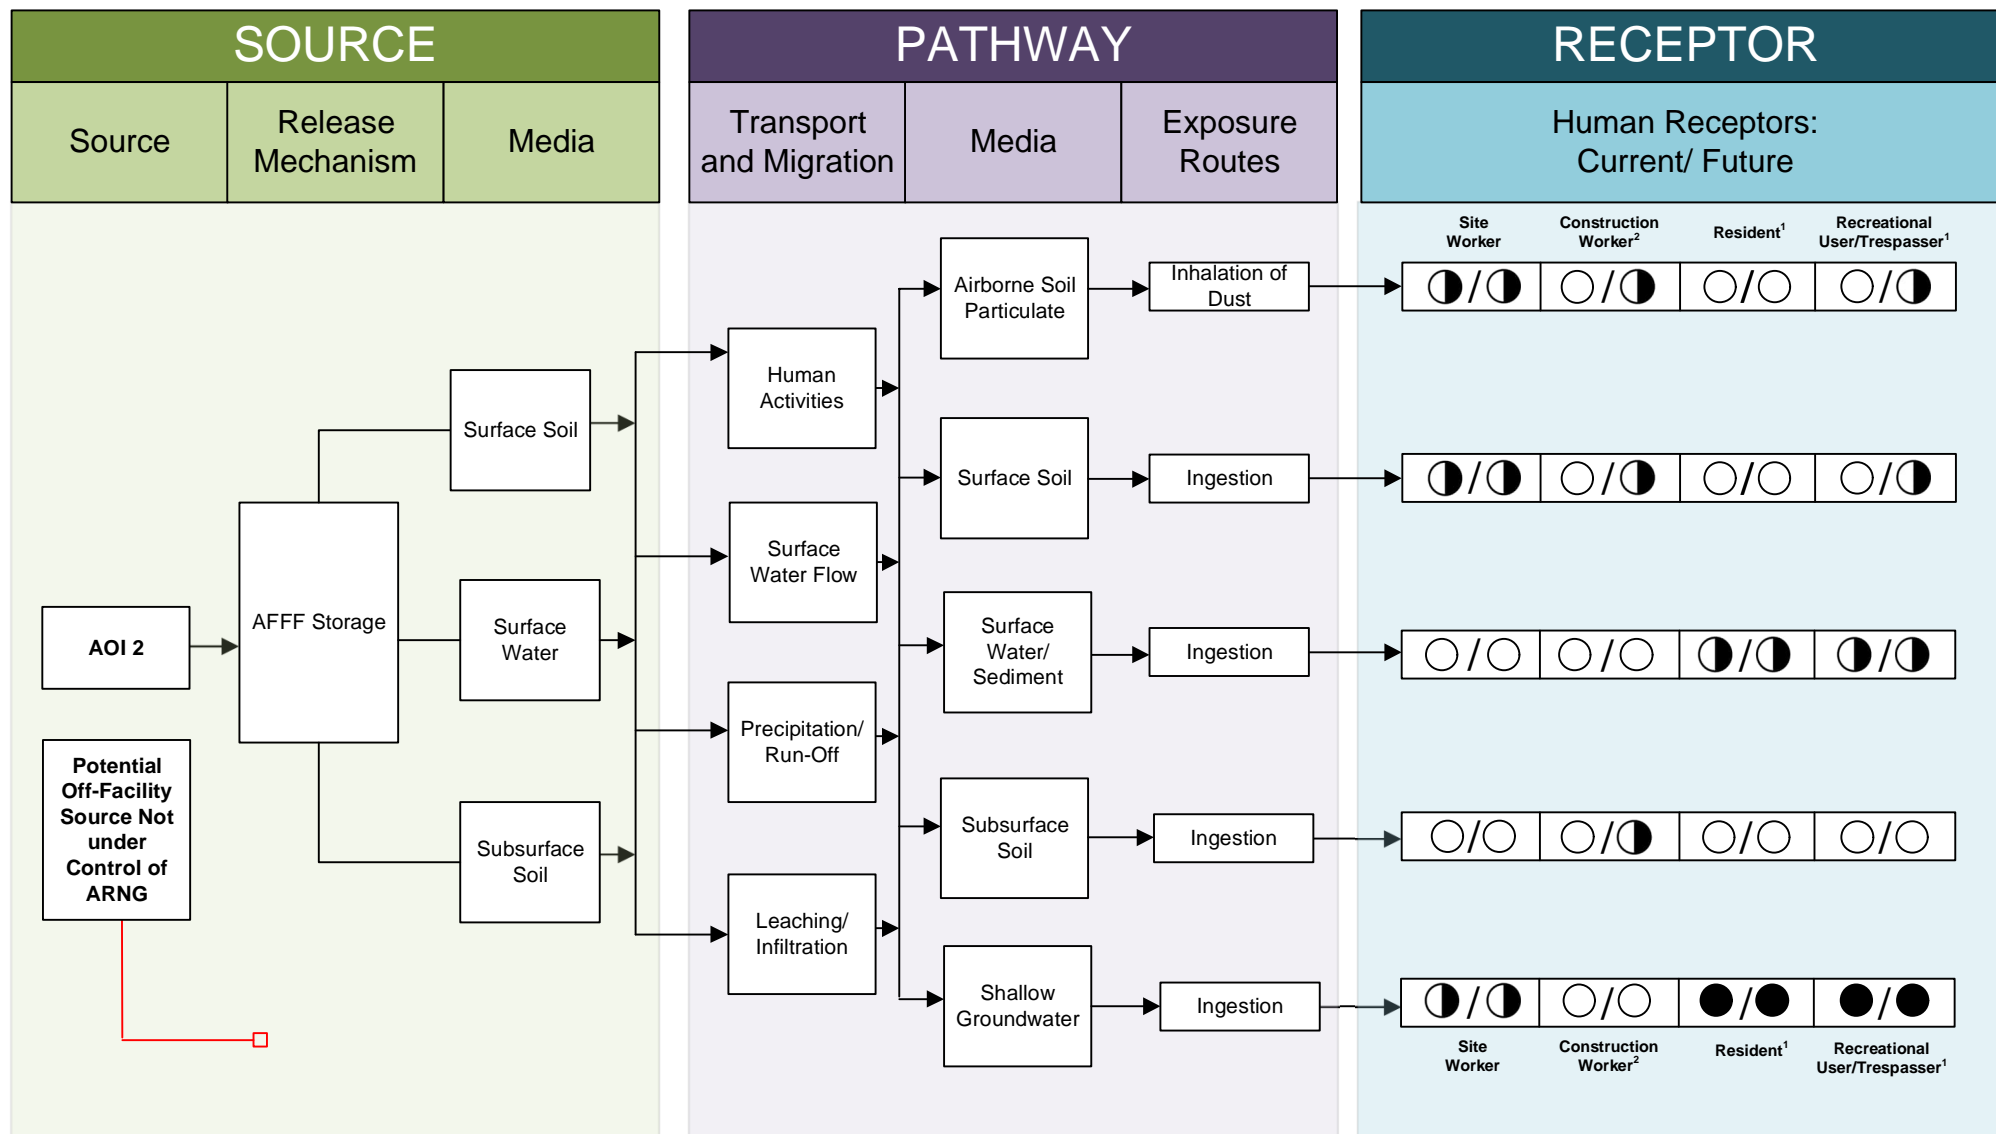 SOURCE
PATHWAY
RECEPTOR
Source
Release
Mechanism
Media
Transport
and Migration
Media
Exposure
Routes
Human Receptors:
Current/ Future
Site
Worker
Construction
Worker2
Resident1
Recreational
User/Trespasser1
AOI 2
Potential
Off-Facility
Source Not
under
Control of
ARNG
AFFF Storage
Surface Soil
Surface
Water
Subsurface
Soil
Human
Activities
Surface
Water Flow
Precipitation/
Run-Off
Leaching/
Infiltration
Airborne Soil
Particulate
Surface Soil
Surface
Water/
Sediment
Subsurface
Soil
Shallow
Groundwater
Inhalation of
Dust
Ingestion
Ingestion
Ingestion
Ingestion
/ / / /
/ / / /
/ / / /
/ / / /
/ / / /
Site
Worker
Construction
Worker2
Resident1
Recreational
User/Trespasser1